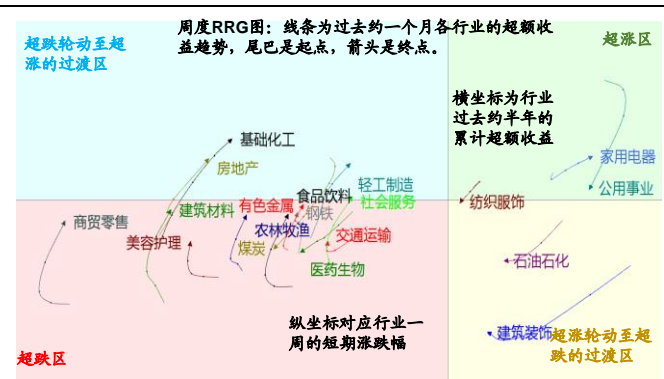 周度RRG图：线条为过去约一个月各行业的超额收
益趋势，尾巴是起点，箭头是终点。
超跌轮动至超
涨的过渡区
超涨区
横坐标为行业
过去约半年的
累计超额收益
基础化工
房地产
家用电器
轻工制造
公用事业
食品饮料
社会服务
纺织服饰
有色金属
建筑材料
钢铁
商贸零售
农林牧渔
交通运输
美容护理
煤炭
石油石化
医药生物
纵坐标对应行业一
周的短期涨跌幅
建筑装饰
超涨轮动至超
跌的过渡区
超跌区